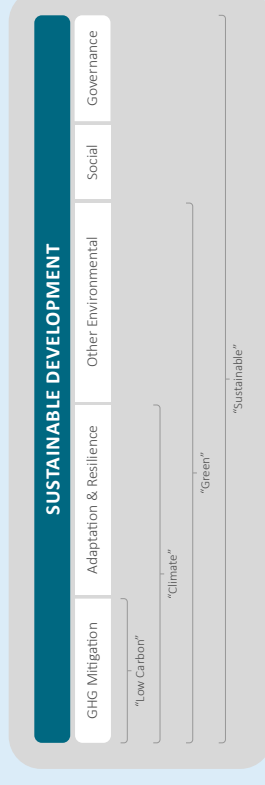 SUSTAINABLE DEVELOPMENT
GHG Mitigation
Adaptation & Resilience
Other Environmental
Social
Governance
“Low Carbon”
“Climate”
“Green”
“Sustainable”